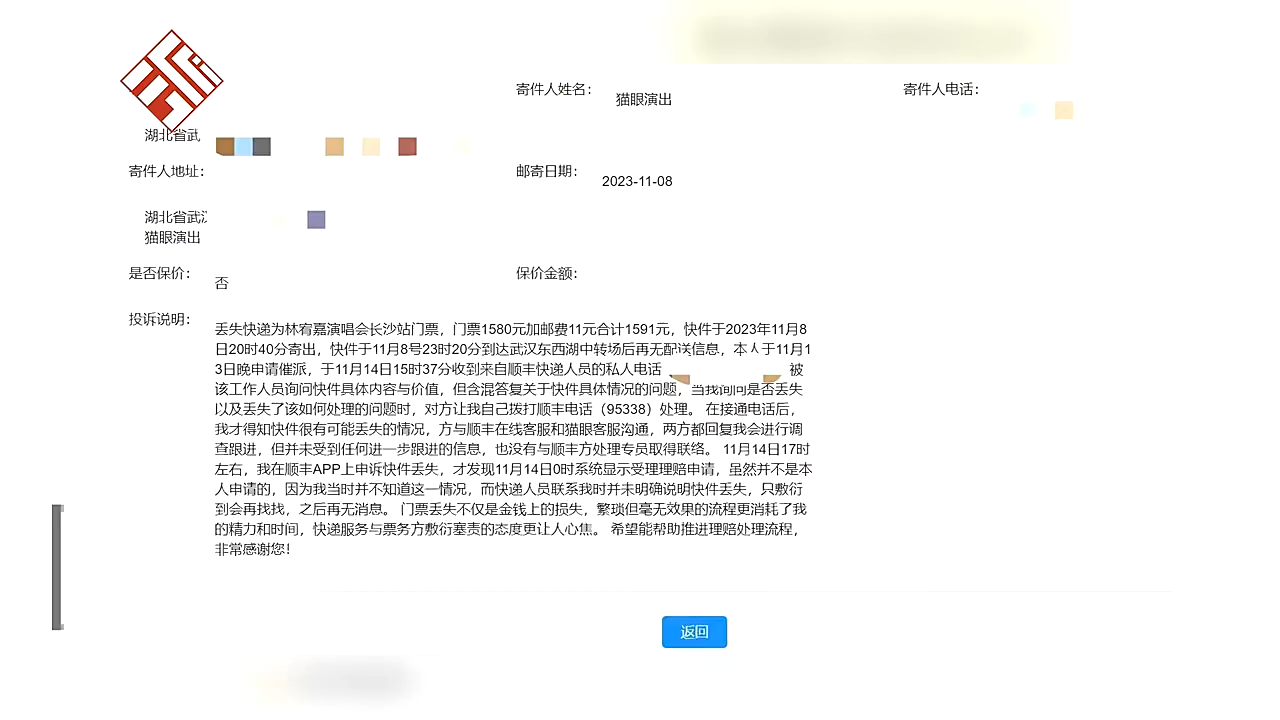 寄件人姓名：
猫眼演出
寄件人电话：
湖北省武
寄件人地址：
邮寄日期：
2023-11-08
湖北省武汉
猫眼演出
是否保价：
否
保价金额：
投诉说明：
丢失快递为林宥嘉演唱会长沙站门票，门票1580元加邮费11元合计1591元，快件于2023年11月8
日20时40分寄出，快件于11月8号23时20分到达武汉东西湖中转场后再无配送信息，本人于11月1
3日晚申请催派，于11月14日15时37分收到来自顺丰快递人员的私人电话 被
该工作人员询问快件具体内容与价值，但含混答复关于快件具体情况的问题，当我询问是否丢失
以及丢失了该如何处理的问题时，对方让我自己拨打顺丰电话（95338）处理。 在接通电话后，
我才得知快件很有可能丢失的情况，方与顺丰在线客服和猫眼客服沟通，两方都回复我会进行调
查跟进，但并未受到任何进一步跟进的信息，也没有与顺丰方处理专员取得联络。 11月14日17时
左右，我在顺丰APP上申诉快件丢失，才发现11月14日0时系统显示受理理赔申请，虽然并不是本
人申请的，因为我当时并不知道这一情况，而快递人员联系我时并未明确说明快件丢失，只敷衍
到会再找找，之后再无消息。 门票丢失不仅是金钱上的损失，繁琐但毫无效果的流程更消耗了我
的精力和时间，快递服务与票务方敷衍塞责的态度更让人心焦。 希望能帮助推进理赔处理流程，
非常感谢您！
返回